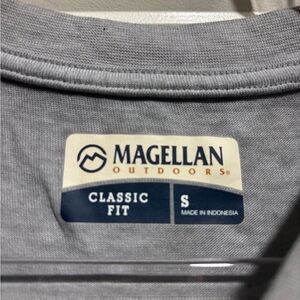 MAGELLAN
OUTDOORS®
CLASSIC
FIT
S
MADE IN INDONESIA